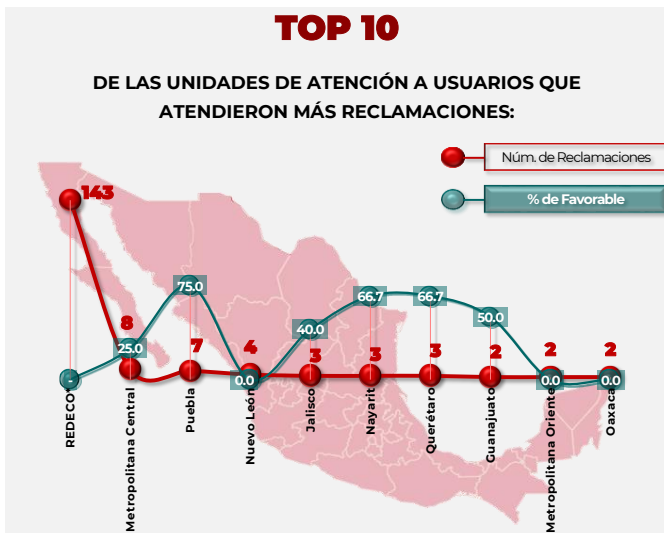 TOP 10
DE LAS UNIDADES DE ATENCIÓN A USUARIOS QUE
ATENDIERON MÁS RECLAMACIONES:
Núm. de Reclamaciones
% de Favorable
143
8
7
4
3
3
3
2
2
2
-
25.0
75.0
0.0
40.0
66.7
66.7
50.0
0.0
0.0
REDECO*
Metropolitana Central
Puebla
Nuevo León
Jalisco
Nayarit
Querétaro
Guanajuato
Metropolitana Oriente
Oaxaca